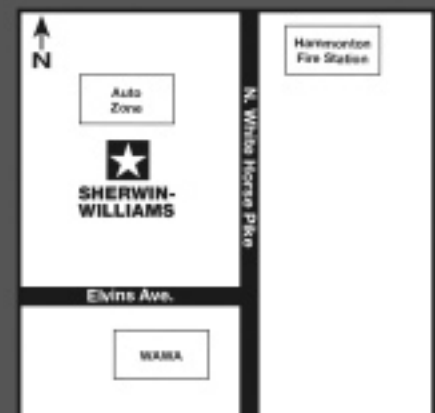 N
Hammonton
Fire Station
Auto
Zone
N. White Horse Pike
SHERWIN-
WILLIAMS
Elvins Ave.
WAWA